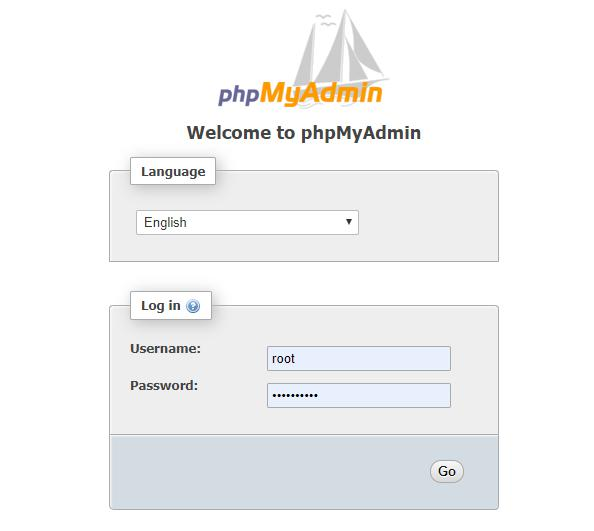 phpMyAdmin
Welcome to phpMyAdmin
Language
English
Log in
Username:
root
Password:
••••••••••
Go